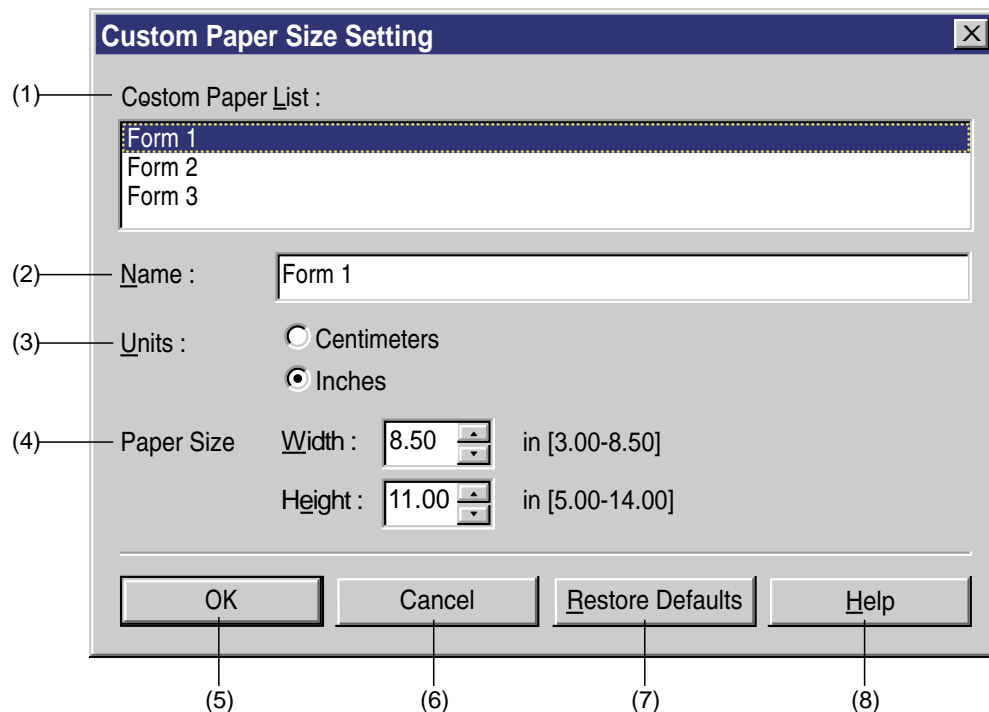 Custom Paper Size Setting
(1) Costom Paper List :
Form 1
Form 2
Form 3
(2) Name : Form 1
(3) Units : Centimeters
Inches
(4) Paper Size Width : 8.50 in [3.00-8.50]
Height : 11.00 in [5.00-14.00]
OK Cancel Restore Defaults Help
(5) (6) (7) (8)